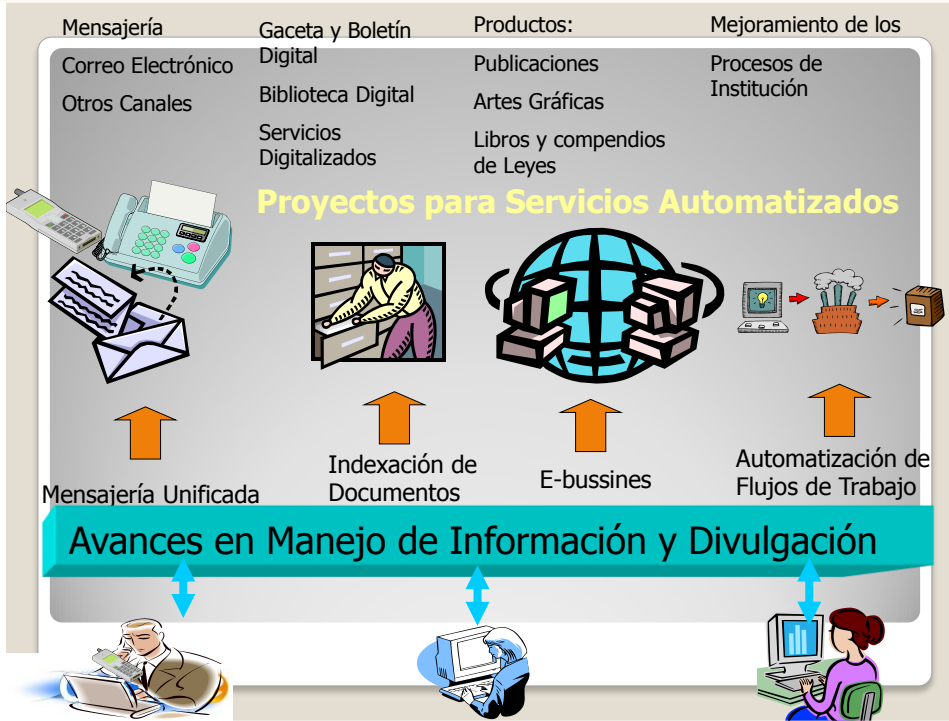 Mensajería
Correo Electrónico
Otros Canales
Gaceta y Boletín
Digital
Biblioteca Digital
Servicios
Digitalizados
Productos:
Publicaciones
Artes Gráficas
Libros y compendios
de Leyes
Mejoramiento de los
Procesos de
Institución
Proyectos para Servicios Automatizados
Mensajería Unificada
Indexación de
Documentos
E-bussines
Automatización de
Flujos de Trabajo
Avances en Manejo de Información y Divulgación